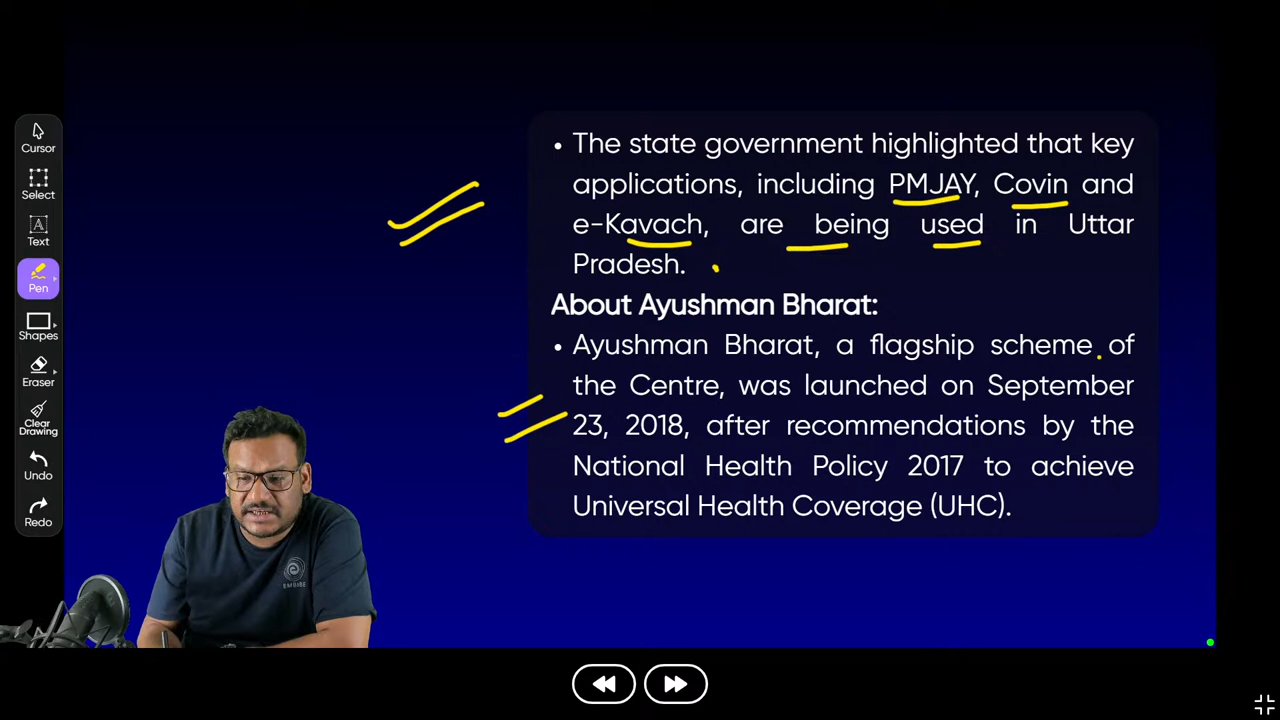 Cursor
Select
Text
Pen
Shapes
Eraser
Clear
Drawing
Undo
Redo
• The state government highlighted that key
applications, including PMJAY, Covin and
e-Kavach, are being used in Uttar
Pradesh.
About Ayushman Bharat:
• Ayushman Bharat, a flagship scheme of
the Centre, was launched on September
23, 2018, after recommendations by the
National Health Policy 2017 to achieve
Universal Health Coverage (UHC).